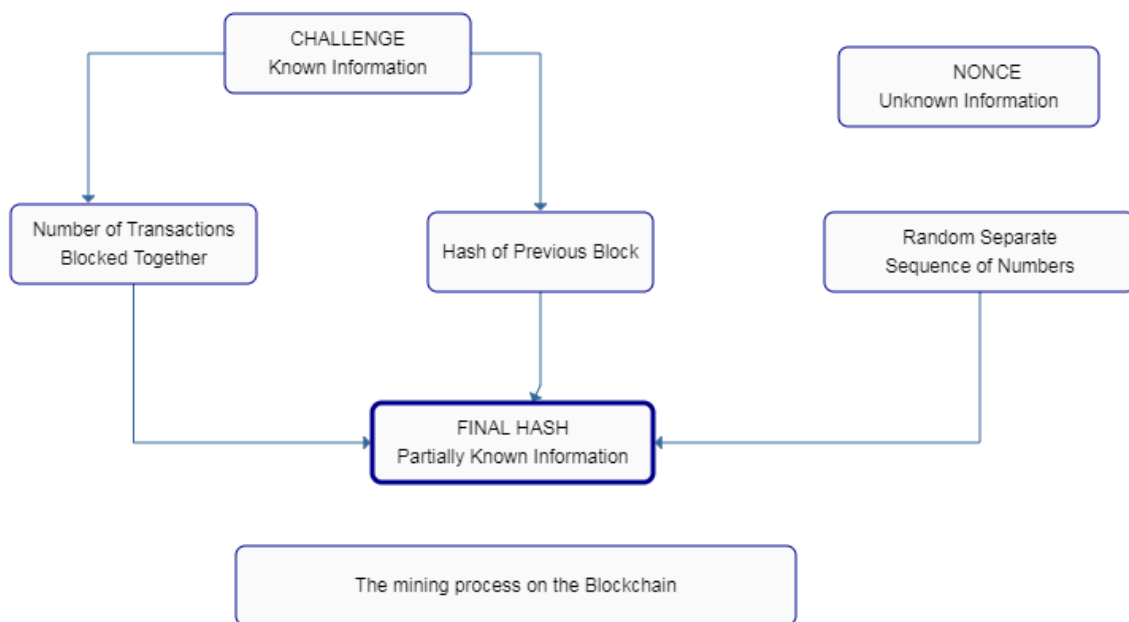 CHALLENGE
Known Information
NONCE
Unknown Information
Number of Transactions
Blocked Together
Hash of Previous Block
Random Separate
Sequence of Numbers
FINAL HASH
Partially Known Information
The mining process on the Blockchain